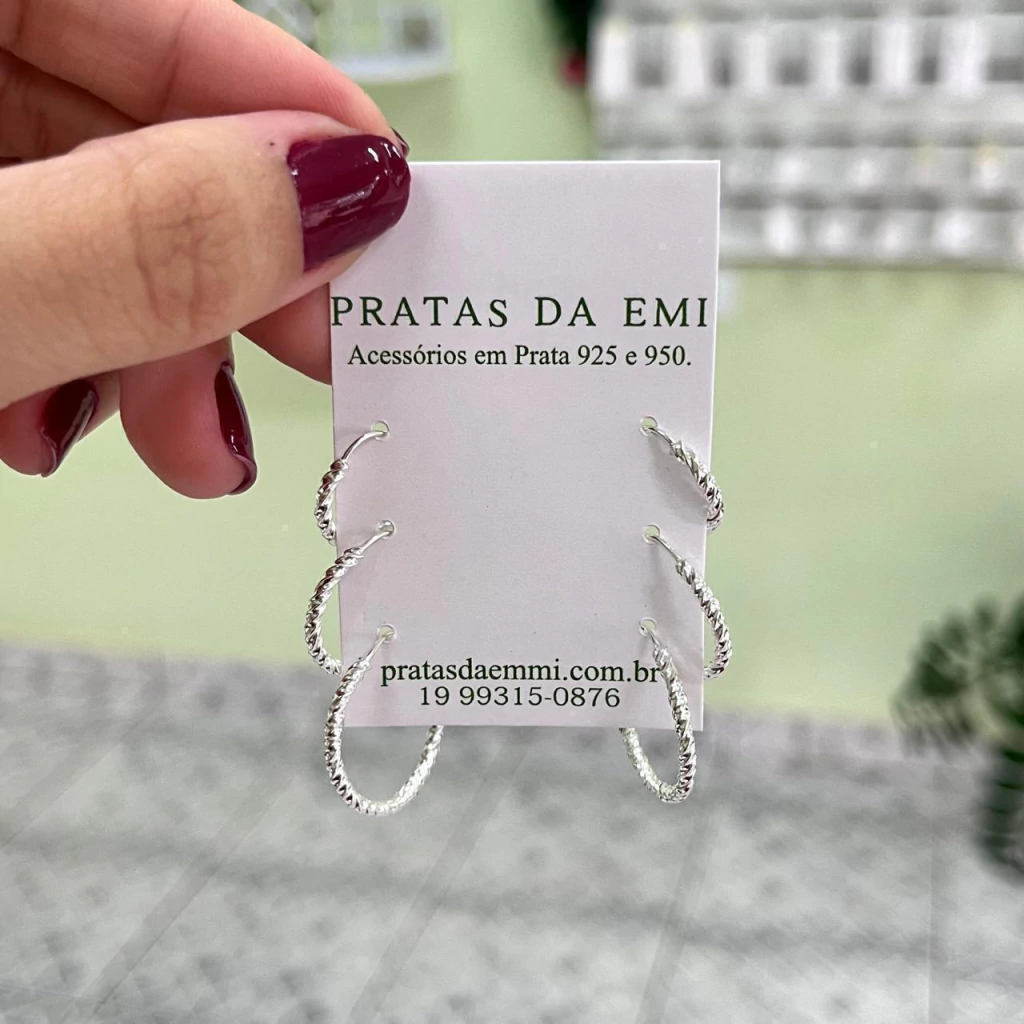 PRATAS DA EMI
Acessórios em Prata 925 e 950.
pratasdaemmi.com.br
19 99315-0876